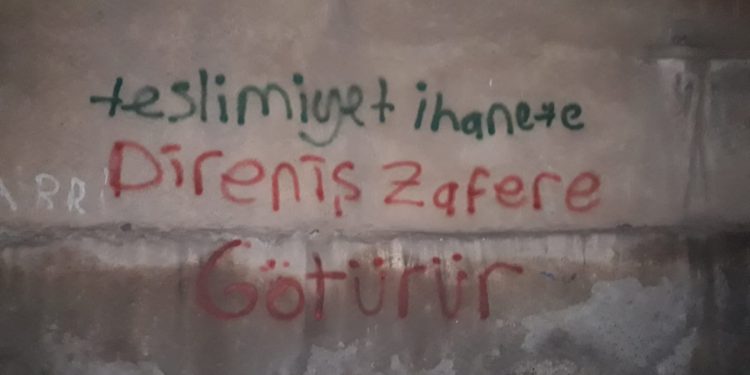 teslimiyet ihanete
Direniş Zafere
Götürür